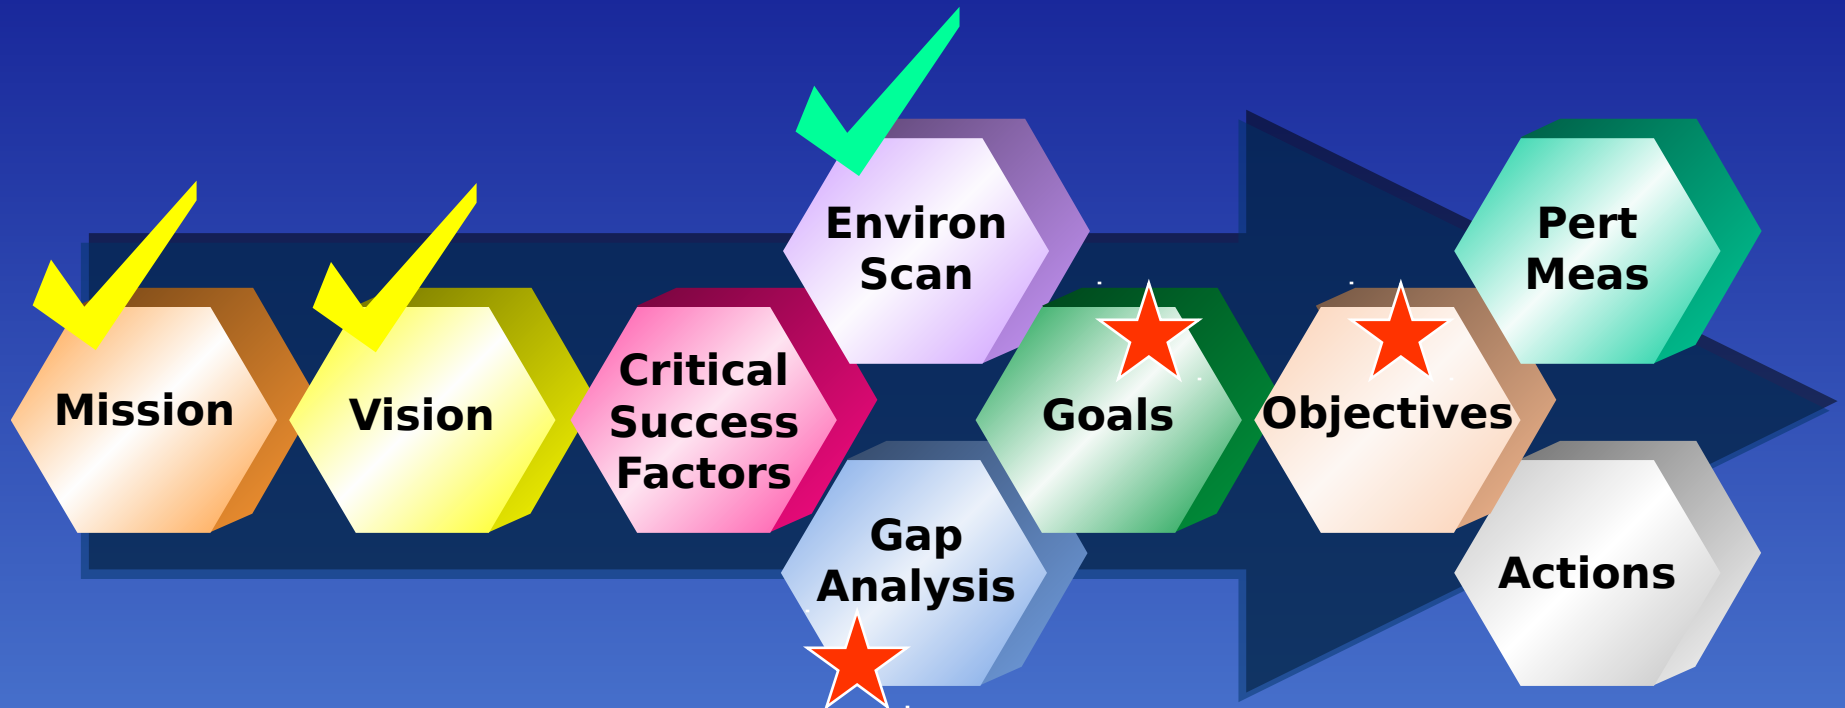 Mission
Vision
Critical
Success
Factors
Environ
Scan
Gap
Analysis
Goals
Objectives
Pert
Meas
Actions